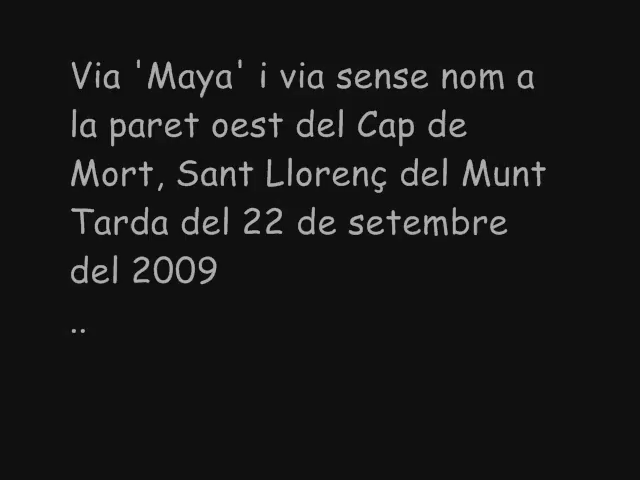 Via 'Maya' i via sense nom a
la paret oest del Cap de
Mort, Sant Llorenç del Munt
Tarda del 22 de setembre
del 2009
..